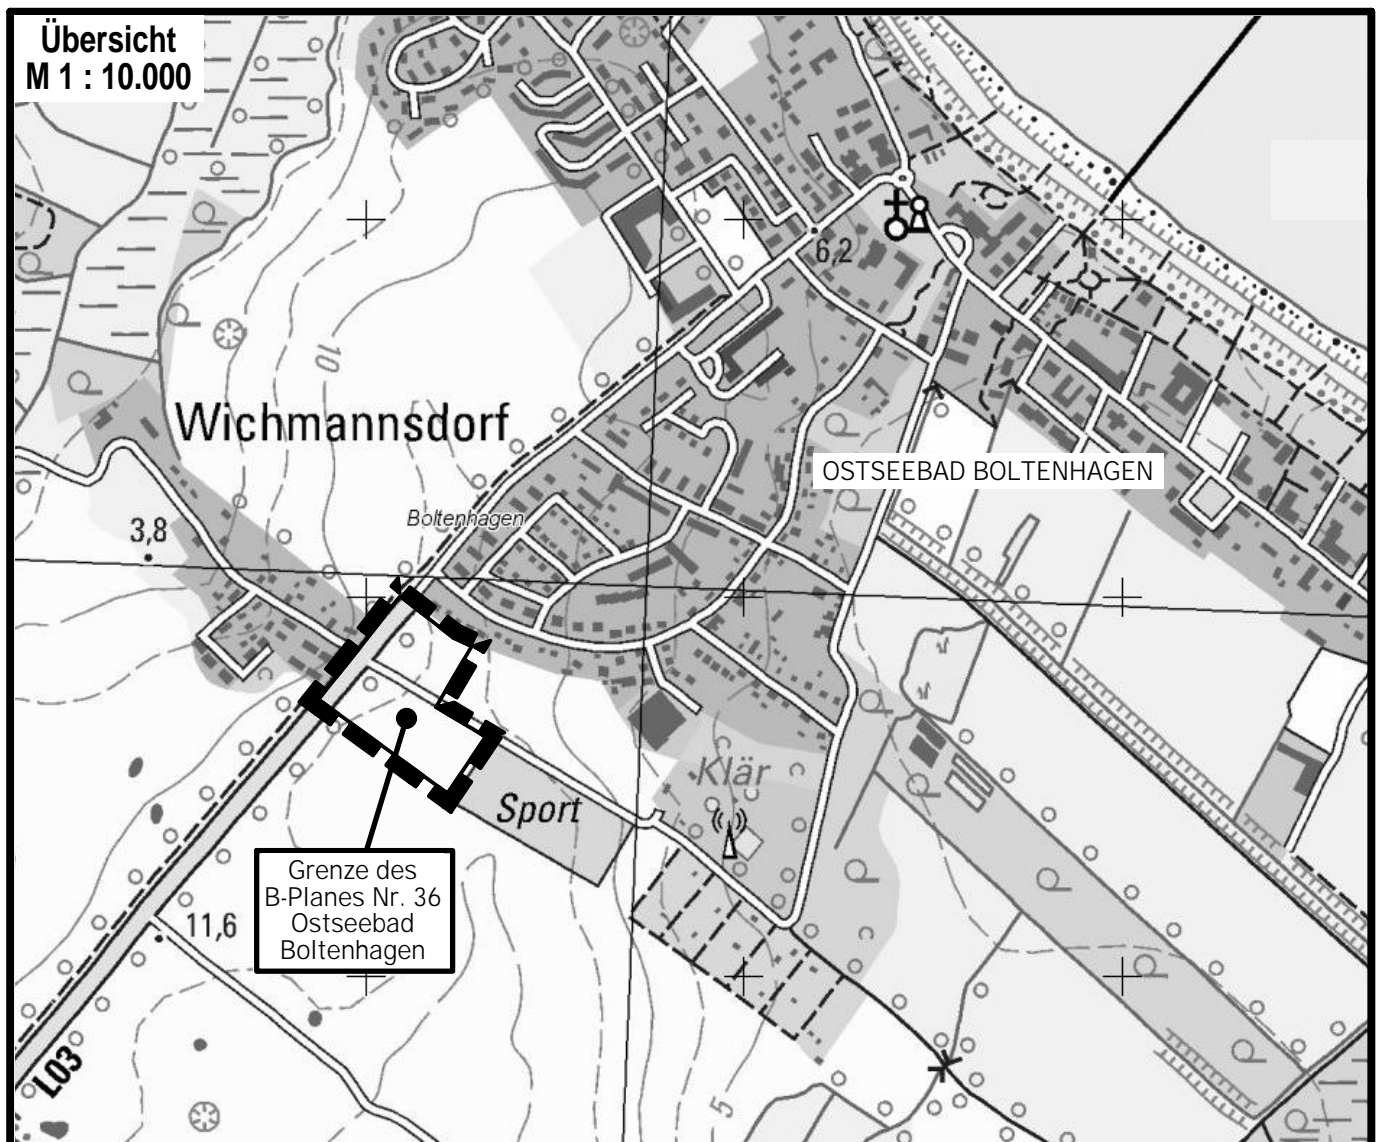 Übersicht
M 1 : 10.000
6,2
10
Wichmannsdorf
OSTSEEBAD BOLTENHAGEN
Boltenhagen
3,8
Klär
Sport
Grenze des
B-Planes Nr. 36
Ostseebad
Boltenhagen
11,6
L03
5